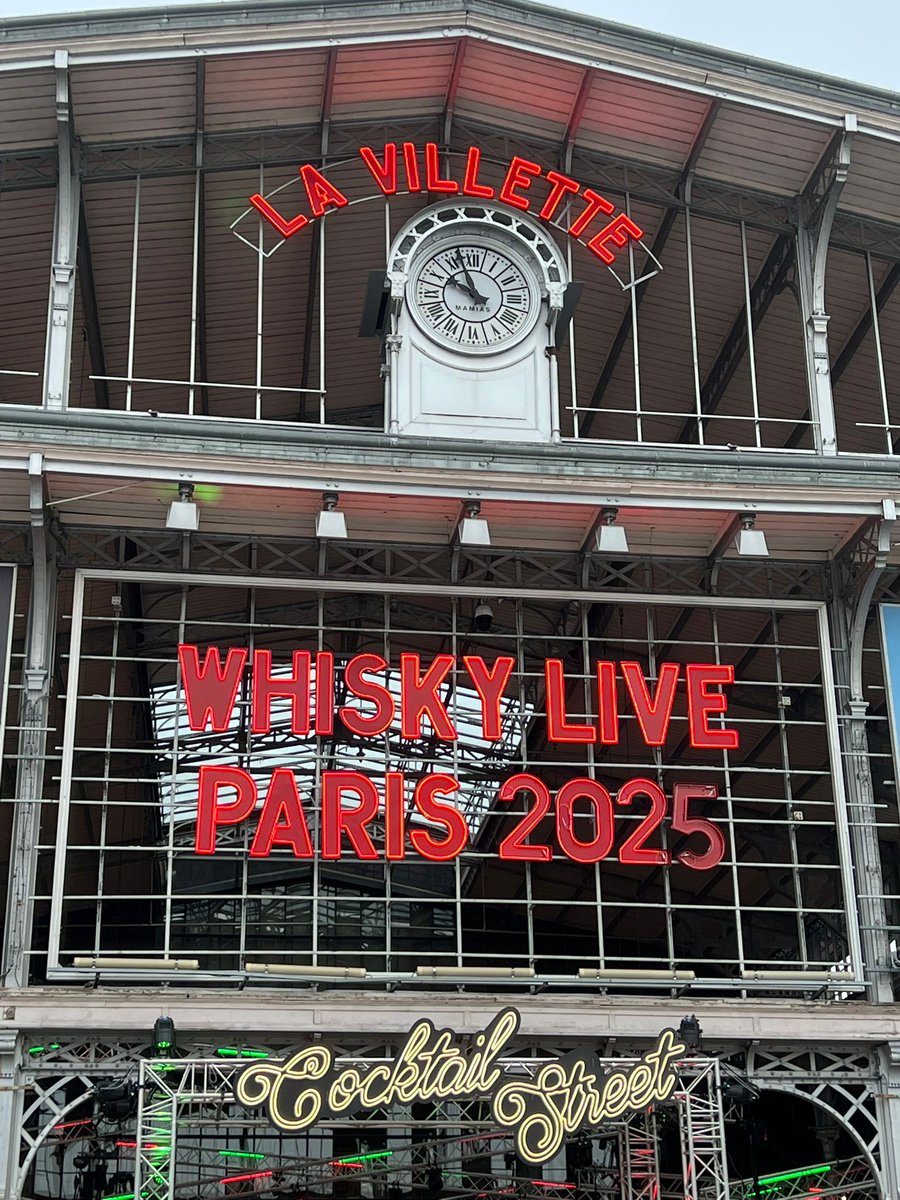 LA VILLETTE
MAMIAS
WHISKY LIVE
PARIS 2025
Cocktail Street